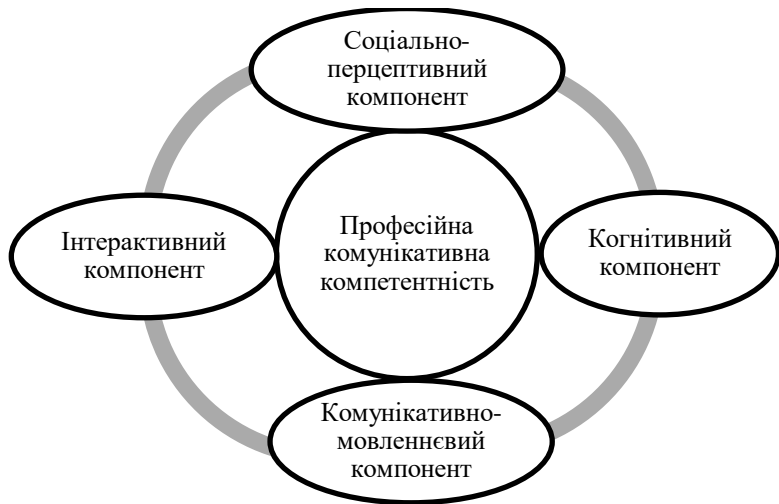 Соціально-
перцептивний
компонент
Інтерактивний
компонент
Професійна
комунікативна
компетентність
Когнітивний
компонент
Комунікативно-
мовленнєвий
компонент